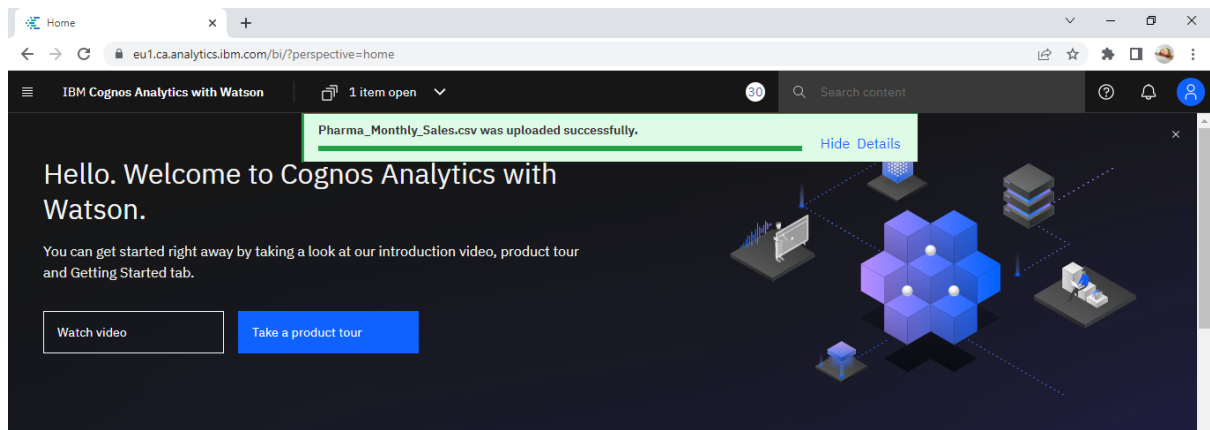 Home
eu1.ca.analytics.ibm.com/bi/?perspective=home
IBM Cognos Analytics with Watson
1 item open
30
Search content
Pharma_Monthly_Sales.csv was uploaded successfully.
Hide Details
Hello. Welcome to Cognos Analytics with
Watson.
You can get started right away by taking a look at our introduction video, product tour
and Getting Started tab.
Watch video
Take a product tour